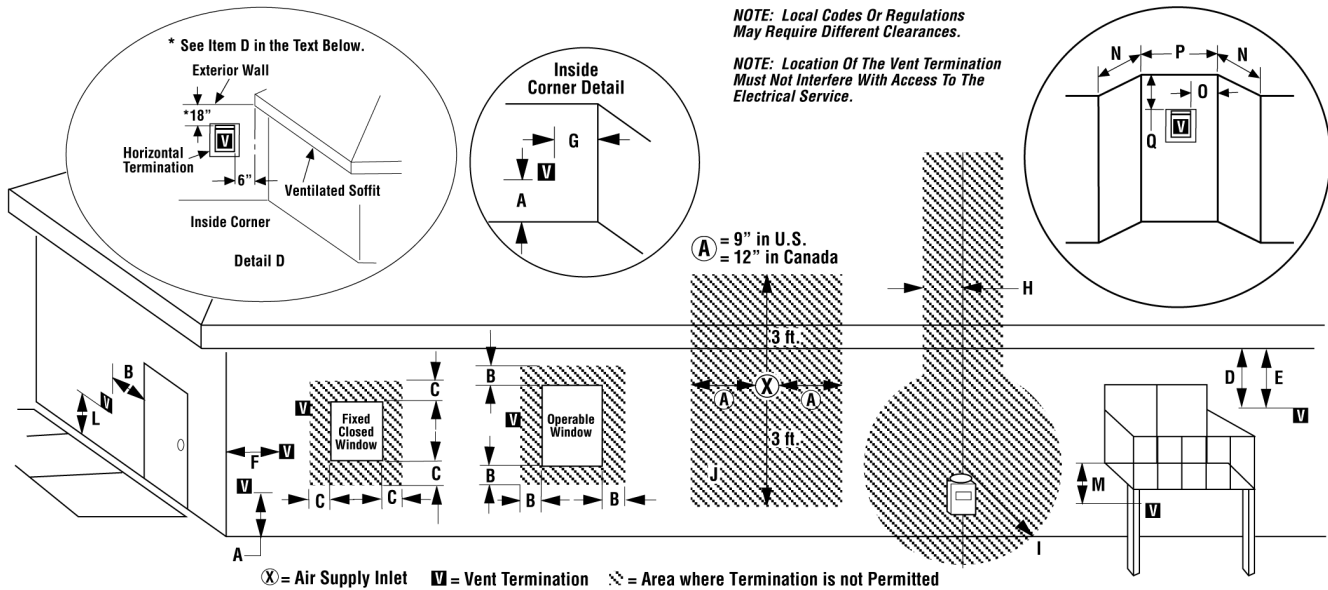 * See Item D in the Text Below.
Exterior Wall
*18”
V
Horizontal
Termination
6”
Ventilated Soffit
Inside Corner
Detail D
Inside
Corner Detail
G
V
A
NOTE: Local Codes Or Regulations
May Require Different Clearances.
NOTE: Location Of The Vent Termination
Must Not Interfere With Access To The
Electrical Service.
N P N
O
V
Q
A = 9” in U.S.
= 12” in Canada
H
3 ft.
X
A A
3 ft.
J
I
B
V
L
F
V
V
A
C
V
Fixed
Closed
Window
C
C C
B
V
Operable
Window
B
B B
D E
V
M
V
X = Air Supply Inlet V = Vent Termination = Area where Termination is not Permitted